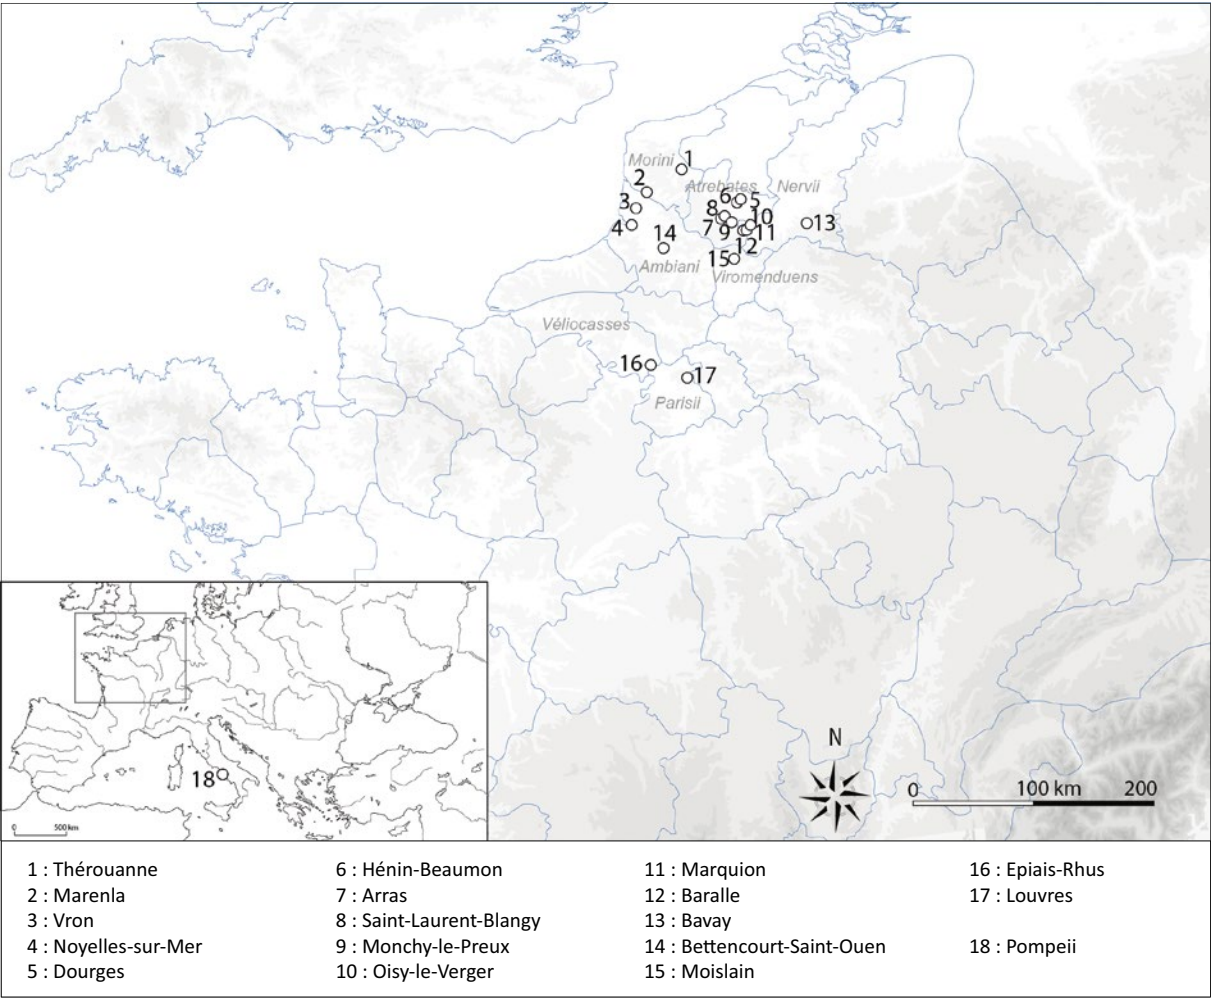 Morini
1
2
Atrebates
Nervii
3
6
5
8
10
4
7
9
11
13
14
12
15
Ambiani
Viromenduens
Véliocasses
16
17
Parisii
18
0
500 km
N
0
100 km
200
1 : Thérouanne
2 : Marenla
3 : Vron
4 : Noyelles-sur-Mer
5 : Dourges
6 : Hénin-Beaumon
7 : Arras
8 : Saint-Laurent-Blangy
9 : Monchy-le-Preux
10 : Oisy-le-Verger
11 : Marquion
12 : Baralle
13 : Bavay
14 : Bettencourt-Saint-Ouen
15 : Moislain
16 : Epiais-Rhus
17 : Louvres
18 : Pompeii